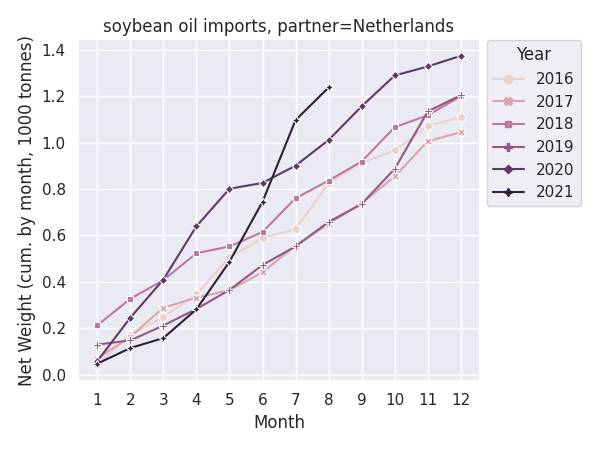 soybean oil imports, partner=Netherlands
Net Weight (cum. by month, 1000 tonnes)
1.4
1.2
1.0
0.8
0.6
0.4
0.2
0.0
1 2 3 4 5 6 7 8 9 10 11 12
Month
Year
2016
2017
2018
2019
2020
2021